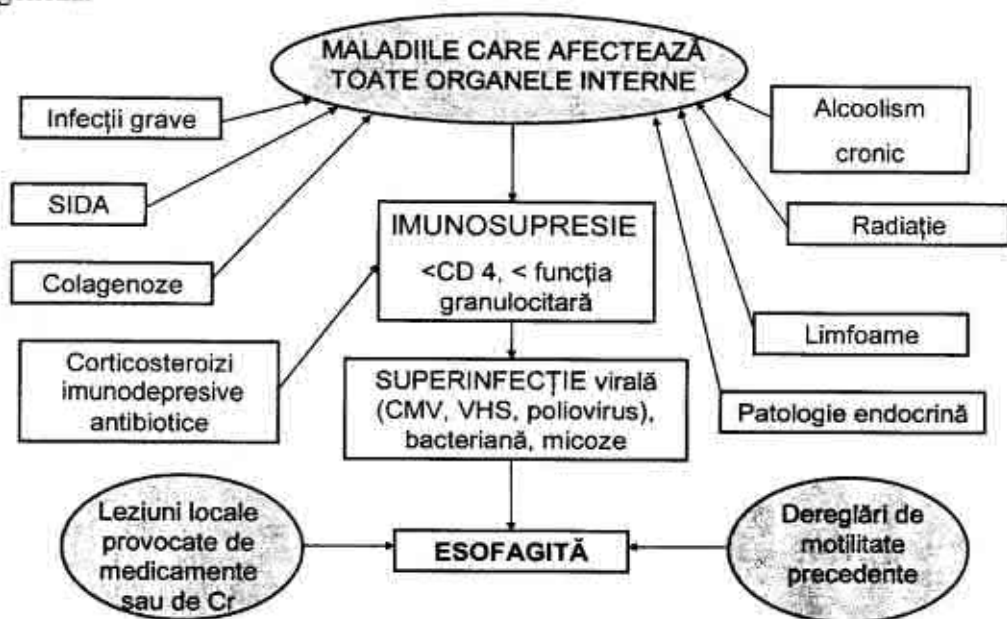 MALADIILE CARE AFECTEAZĂ
TOATE ORGANELE INTERNE
Infecții grave
SIDA
Colagenoze
Corticosteroizi
imunodepresive
antibiotice
Alcoolism
cronic
Radiație
Limfoame
Patologie endocrină
IMUNOSUPRESIE
<CD 4, < funcția
granulocitară
SUPERINFECȚIE virală
(CMV, VHS, poliovirus),
bacteriană, micoze
Leziuni locale
provocate de
medicamente
sau de Cr
ESOFAGITĂ
Dereglări de
motilitate
precedente